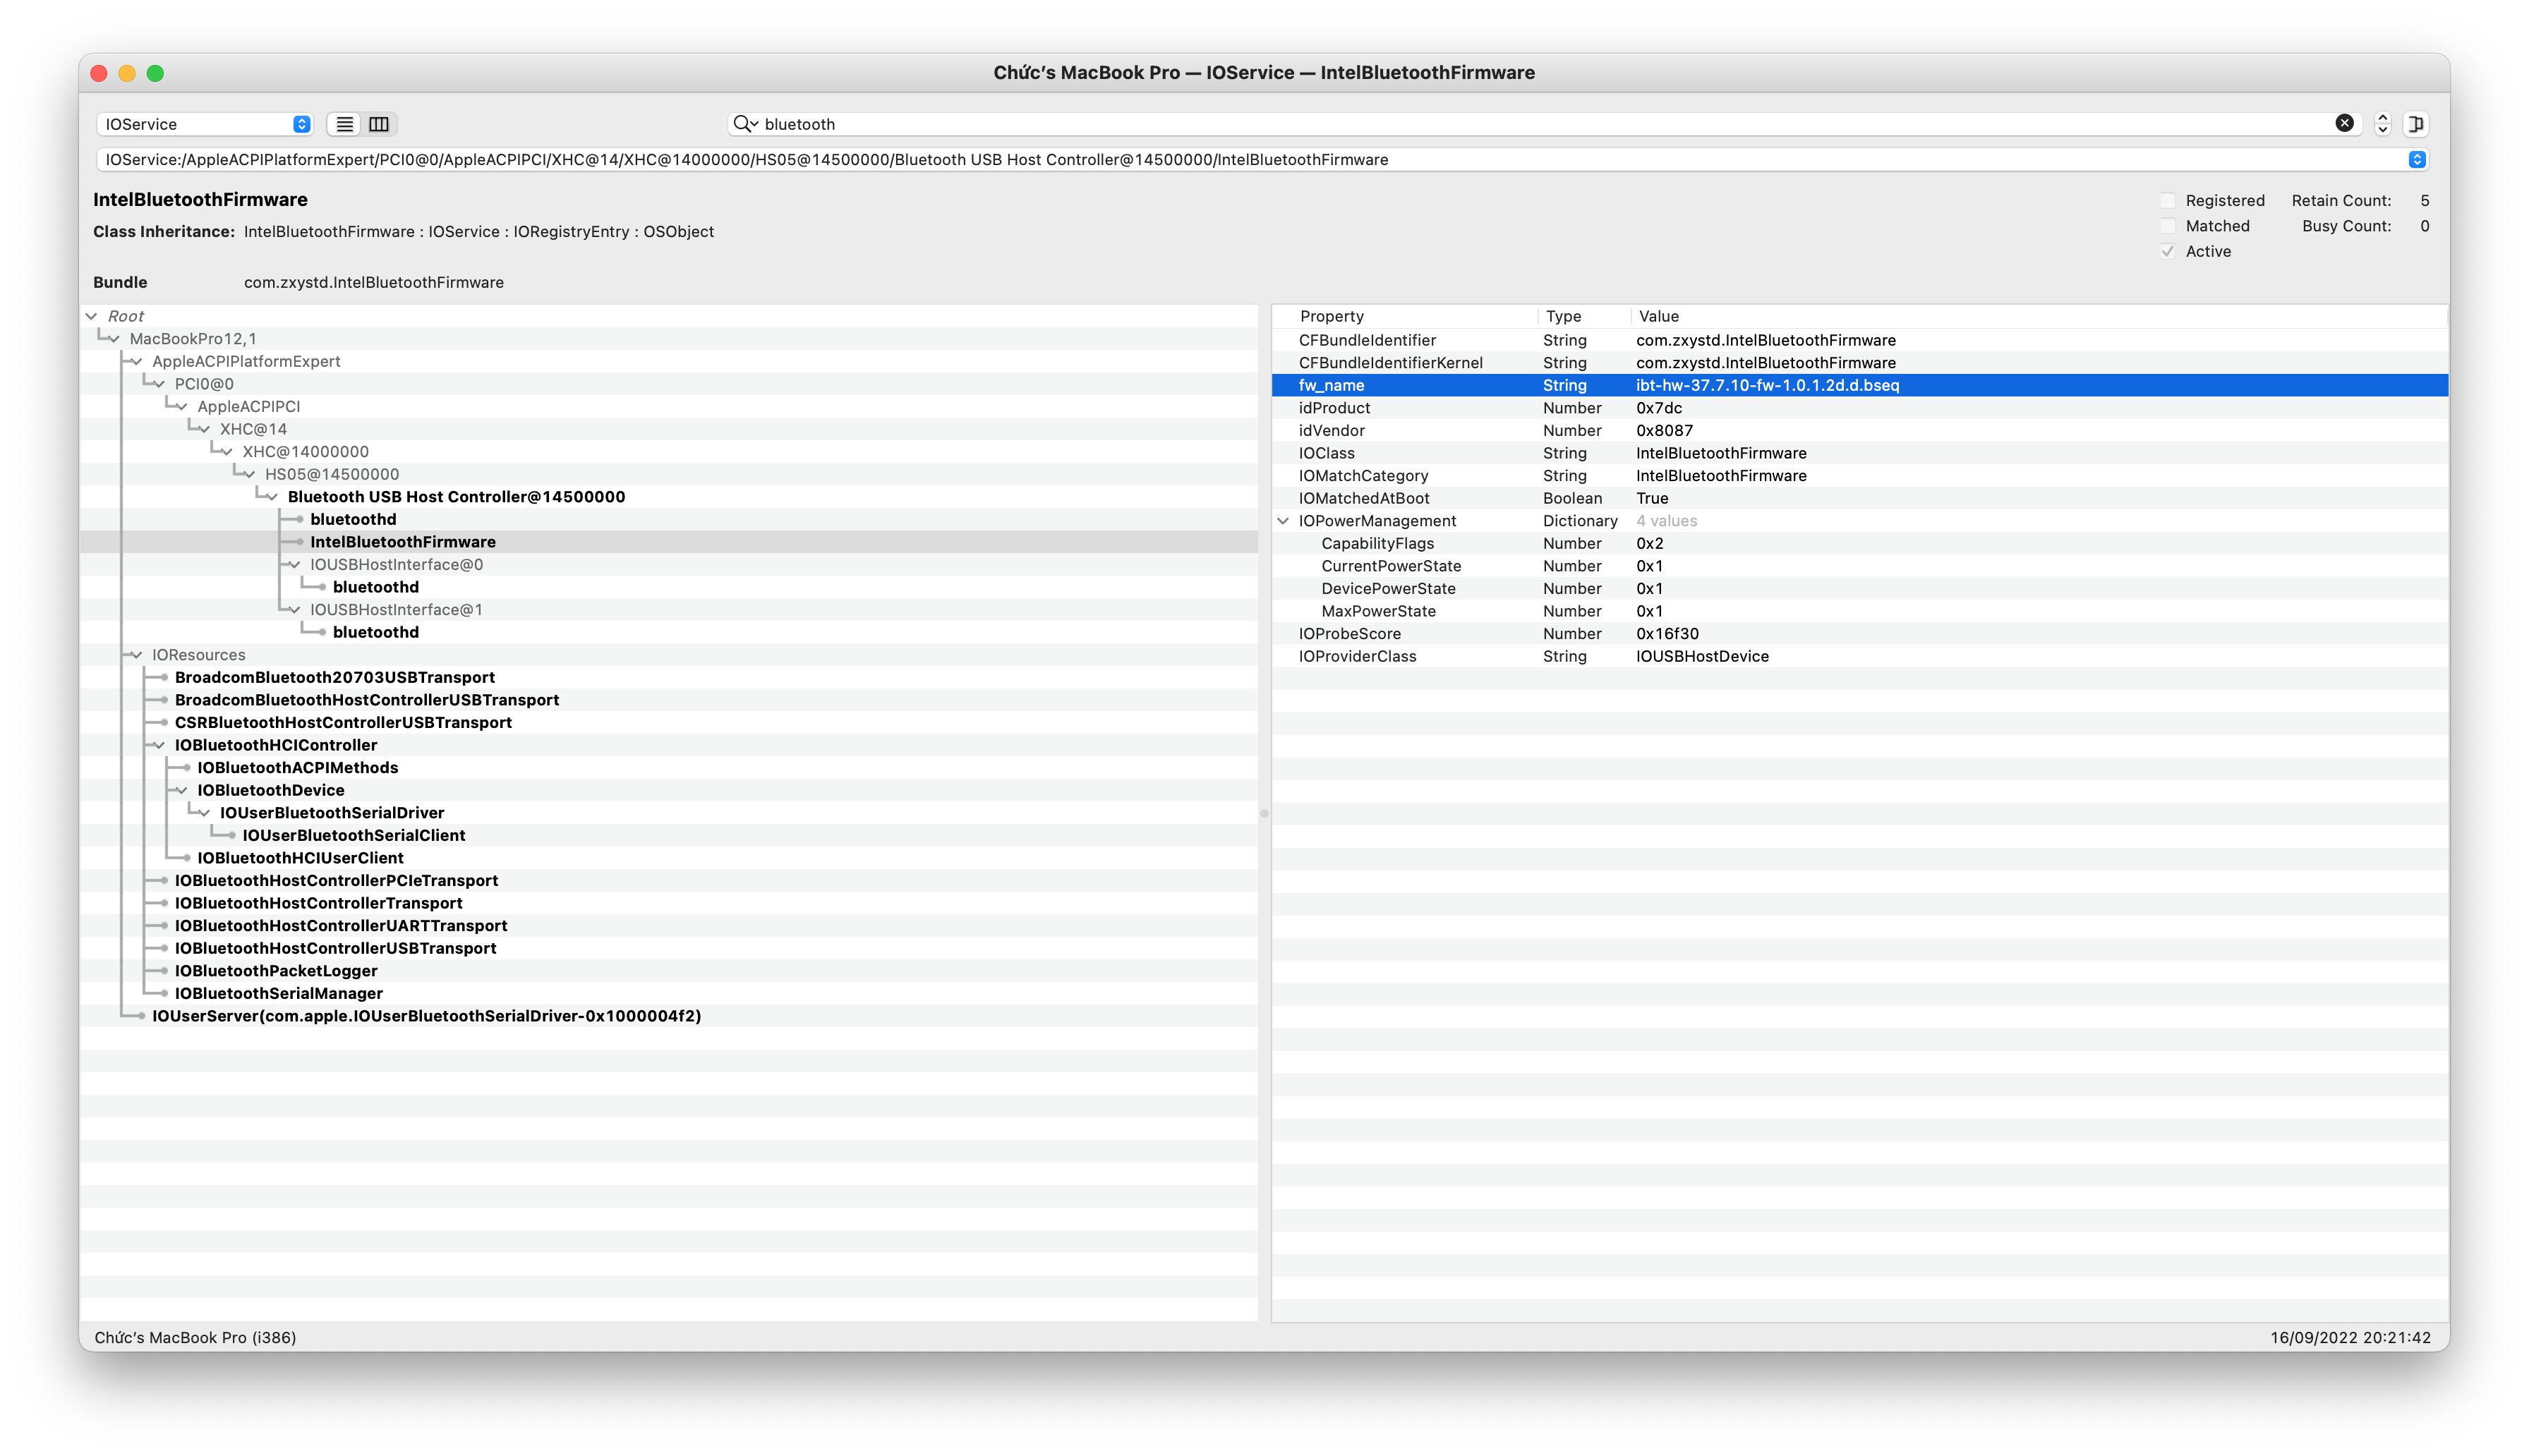 Chức’s MacBook Pro — IOService — IntelBluetoothFirmware
IOService
bluetooth
IOService:/AppleACPIPlatformExpert/PCI0@0/AppleACPIPCI/XHC@14/XHC@14000000/HS05@14500000/Bluetooth USB Host Controller@14500000/IntelBluetoothFirmware
IntelBluetoothFirmware
Class Inheritance: IntelBluetoothFirmware : IOService : IORegistryEntry : OSObject
Bundle com.zxystd.IntelBluetoothFirmware
Registered Retain Count: 5
Matched Busy Count: 0
Active
Root
MacBookPro12,1
AppleACPIPlatformExpert
PCI0@0
AppleACPIPCI
XHC@14
XHC@14000000
HS05@14500000
Bluetooth USB Host Controller@14500000
bluetoothd
IntelBluetoothFirmware
IOUSBHostInterface@0
bluetoothd
IOUSBHostInterface@1
bluetoothd
IOResources
BroadcomBluetooth20703USBTransport
BroadcomBluetoothHostControllerUSBTransport
CSRBluetoothHostControllerUSBTransport
IOBluetoothHCIController
IOBluetoothACPIMethods
IOBluetoothDevice
IOUserBluetoothSerialDriver
IOUserBluetoothSerialClient
IOBluetoothHCIUserClient
IOBluetoothHostControllerPCIeTransport
IOBluetoothHostControllerTransport
IOBluetoothHostControllerUARTTransport
IOBluetoothHostControllerUSBTransport
IOBluetoothPacketLogger
IOBluetoothSerialManager
IOUserServer(com.apple.IOUserBluetoothSerialDriver-0x1000004f2)
Property Type Value
CFBundleIdentifier String com.zxystd.IntelBluetoothFirmware
CFBundleIdentifierKernel String com.zxystd.IntelBluetoothFirmware
fw_name String ibt-hw-37.7.10-fw-1.0.1.2d.d.bseq
idProduct Number 0x7dc
idVendor Number 0x8087
IOClass String IntelBluetoothFirmware
IOMatchCategory String IntelBluetoothFirmware
IOMatchedAtBoot Boolean True
IOPowerManagement Dictionary 4 values
CapabilityFlags Number 0x2
CurrentPowerState Number 0x1
DevicePowerState Number 0x1
MaxPowerState Number 0x1
IOProbeScore Number 0x16f30
IOProviderClass String IOUSBHostDevice
Chức’s MacBook Pro (i386)
16/09/2022 20:21:42